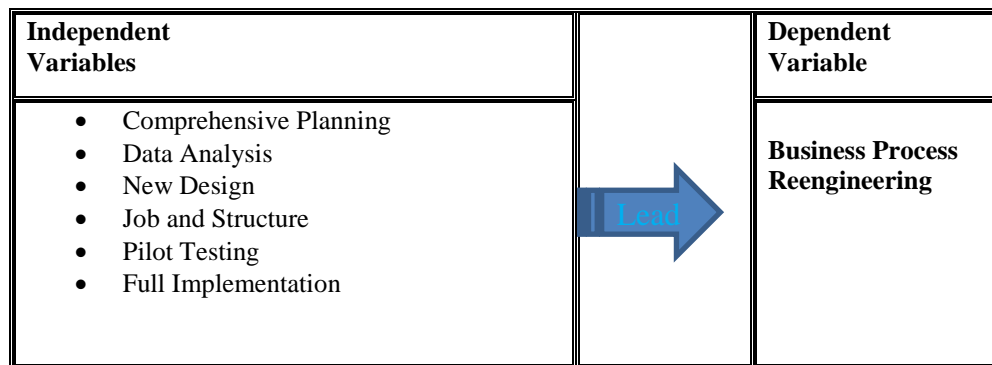 Independent
Variables
• Comprehensive Planning
• Data Analysis
• New Design
• Job and Structure
• Pilot Testing
• Full Implementation
Lead
Dependent
Variable
Business Process
Reengineering